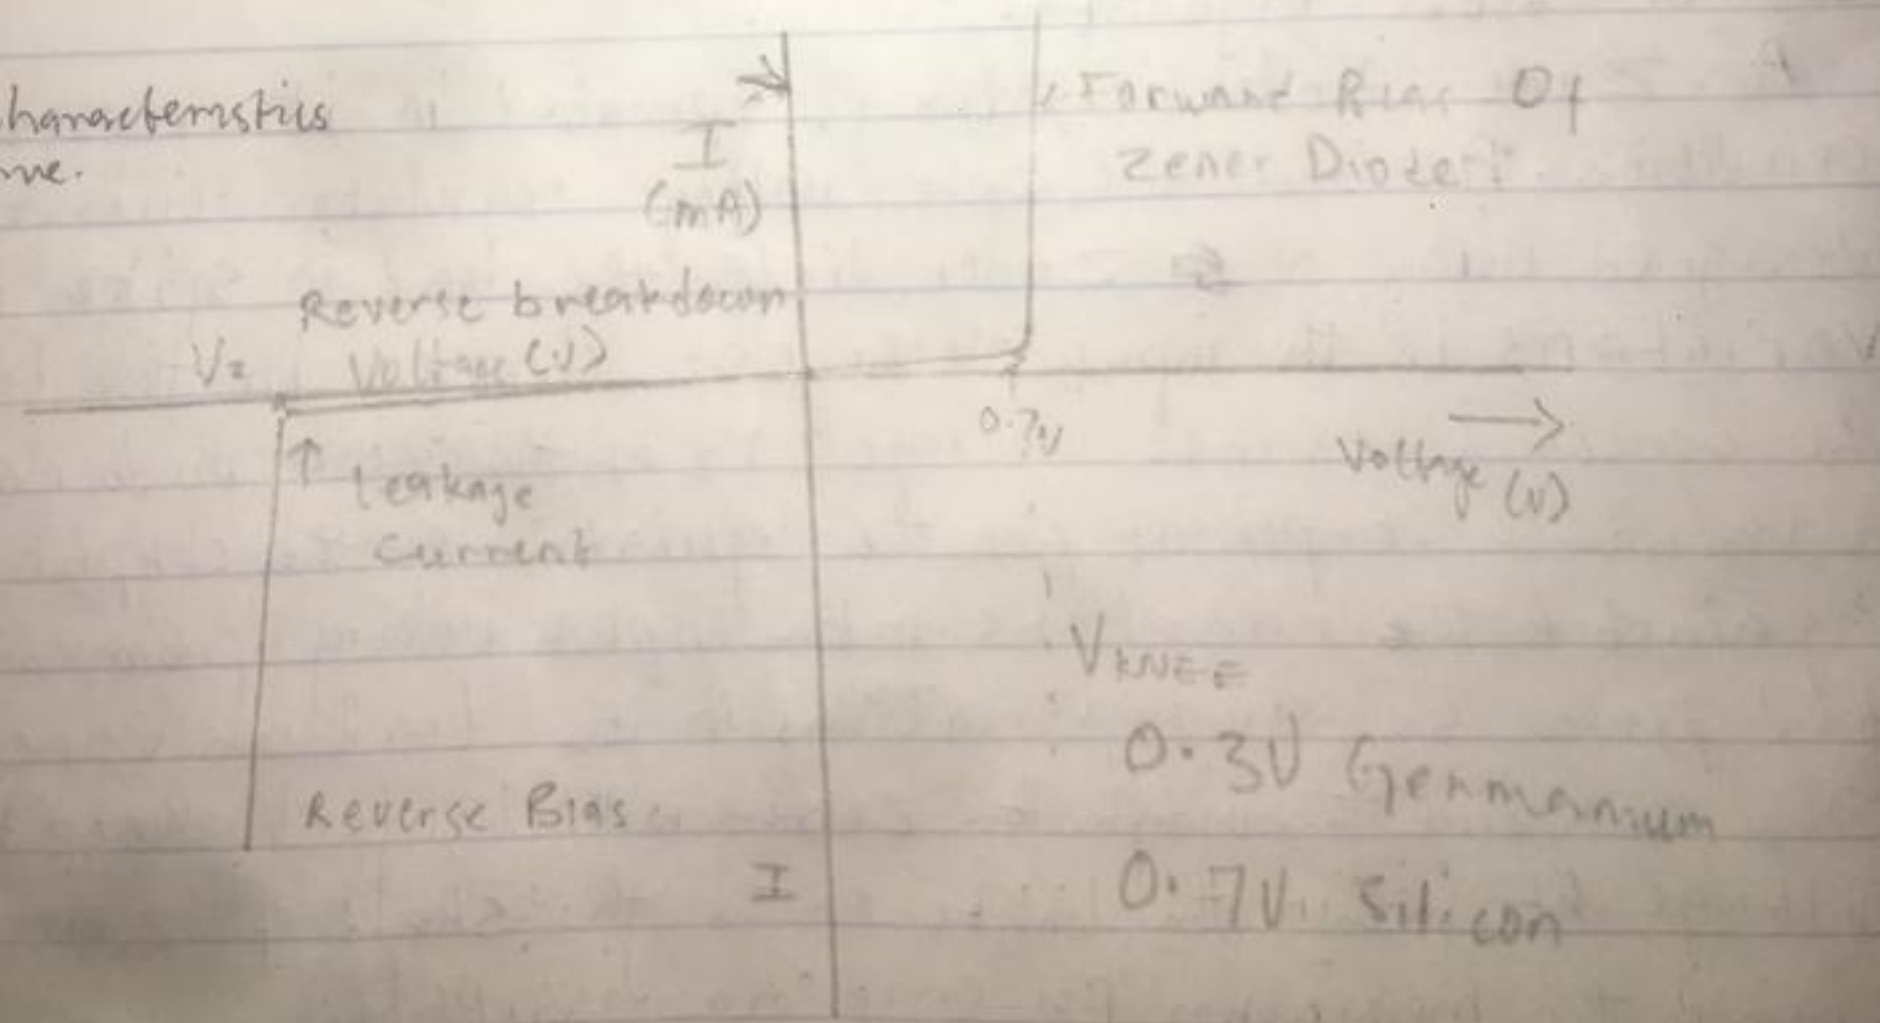 haracteristics
me.
I
(mA)
Forward Bias Of
Zener Diode
Reverse breakdown
Vz Voltage (V)
0.7V
Voltage (V)
Leakage
Current
VKNEE
0.3V Germanium
Reverse Bias
I
0.7V Silicon